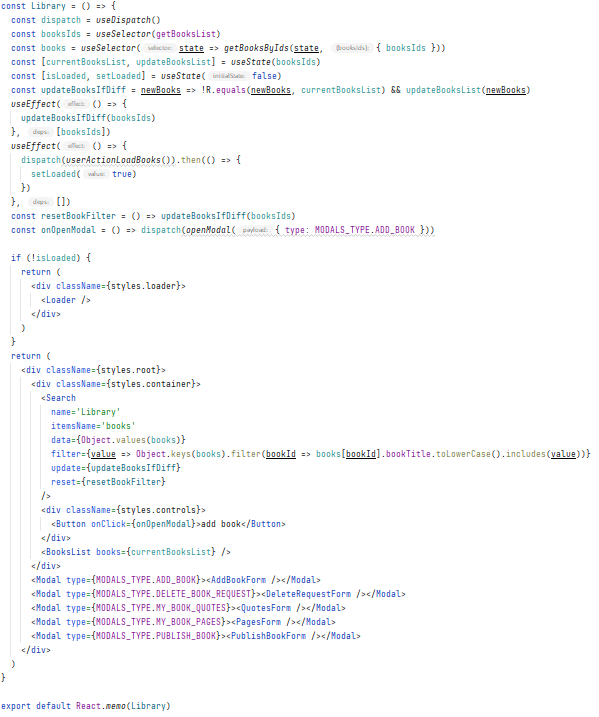 const Library = () => {
const dispatch = useDispatch()
const booksIds = useSelector(getBooksList)
const books = useSelector( selector: state => getBooksByIds(state, {booksIds}: { booksIds }))
const [currentBooksList, updateBooksList] = useState(booksIds)
const [isLoaded, setLoaded] = useState( initialState: false)
const updateBooksIfDiff = newBooks => !R.equals(newBooks, currentBooksList) && updateBooksList(newBooks)
useEffect( effect: () => {
updateBooksIfDiff(booksIds)
}, deps: [booksIds])
useEffect( effect: () => {
dispatch(userActionLoadBooks()).then(() => {
setLoaded( value: true)
})
}, deps: [])
const resetBookFilter = () => updateBooksIfDiff(booksIds)
const onOpenModal = () => dispatch(openModal( payload: { type: MODALS_TYPE.ADD_BOOK }))
if (!isLoaded) {
return (
<div className={styles.loader}>
<Loader />
</div>
)
}
return (
<div className={styles.root}>
<div className={styles.container}>
<Search
name='Library'
itemsName='books'
data={Object.values(books)}
filter={value => Object.keys(books).filter(bookId => books[bookId].bookTitle.toLowerCase().includes(value))}
update={updateBooksIfDiff}
reset={resetBookFilter}
/>
<div className={styles.controls}>
<Button onClick={onOpenModal}>add book</Button>
</div>
<BooksList books={currentBooksList} />
</div>
<Modal type={MODALS_TYPE.ADD_BOOK}><AddBookForm /></Modal>
<Modal type={MODALS_TYPE.DELETE_BOOK_REQUEST}><DeleteRequestForm /></Modal>
<Modal type={MODALS_TYPE.MY_BOOK_QUOTES}><QuotesForm /></Modal>
<Modal type={MODALS_TYPE.MY_BOOK_PAGES}><PagesForm /></Modal>
<Modal type={MODALS_TYPE.PUBLISH_BOOK}><PublishBookForm /></Modal>
</div>
)
}
export default React.memo(Library)